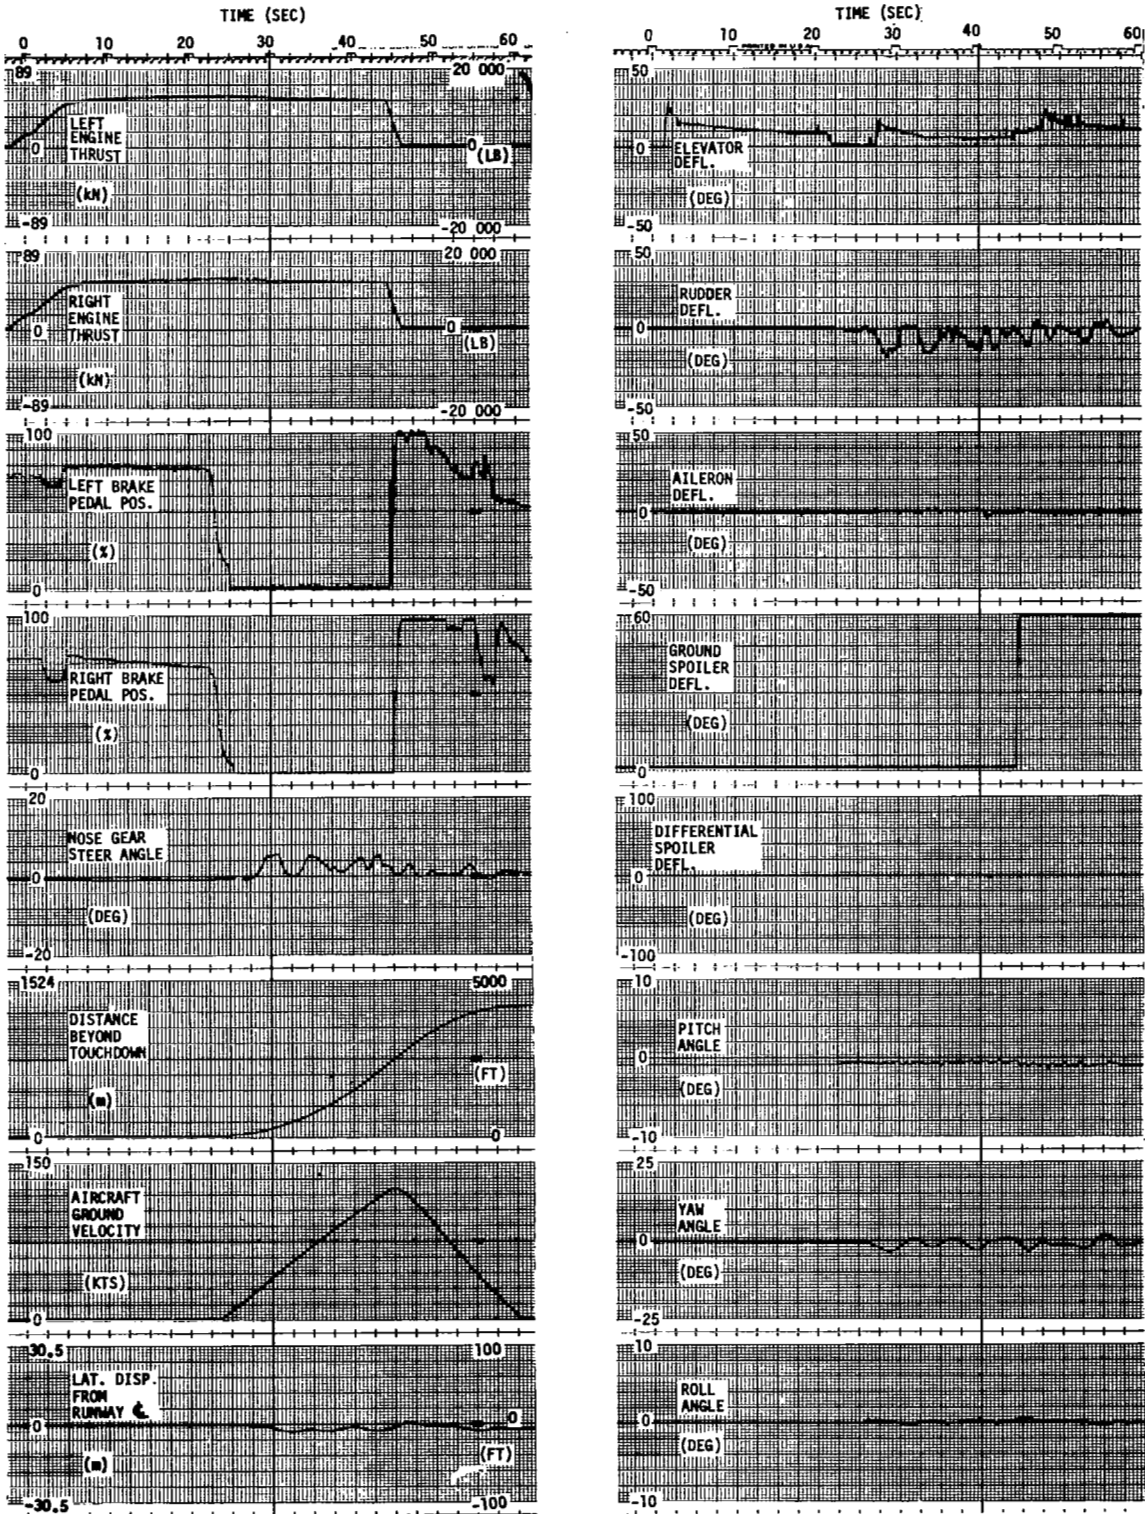 TIME (SEC)
0 10 20 30 40 50 60
89
20 000
LEFT
ENGINE
THRUST
0
0
(LB)
(kN)
-89
-20 000
89
20 000
RIGHT
ENGINE
THRUST
0
0
(LB)
(kN)
-89
-20 000
100
LEFT BRAKE
PEDAL POS.
(%)
0
100
RIGHT BRAKE
PEDAL POS.
(%)
0
20
NOSE GEAR
STEER ANGLE
0
(DEG)
-20
1524
5000
DISTANCE
BEYOND
TOUCHDOWN
(FT)
(m)
0
0
150
AIRCRAFT
GROUND
VELOCITY
(KTS)
0
30.5
100
LAT. DISP.
FROM
RUNWAY ℄
0
0
(FT)
(m)
-30.5
-100
TIME (SEC)
0 10 20 30 40 50 60
PRINTED IN U.S.A.
50
0
ELEVATOR
DEFL.
(DEG)
-50
50
RUDDER
DEFL.
0
(DEG)
-50
50
AILERON
DEFL.
0
(DEG)
-50
60
GROUND
SPOILER
DEFL.
(DEG)
0
100
DIFFERENTIAL
SPOILER
DEFL.
0
(DEG)
-100
10
PITCH
ANGLE
0
(DEG)
-10
25
YAW
ANGLE
0
(DEG)
-25
10
ROLL
ANGLE
0
(DEG)
-10